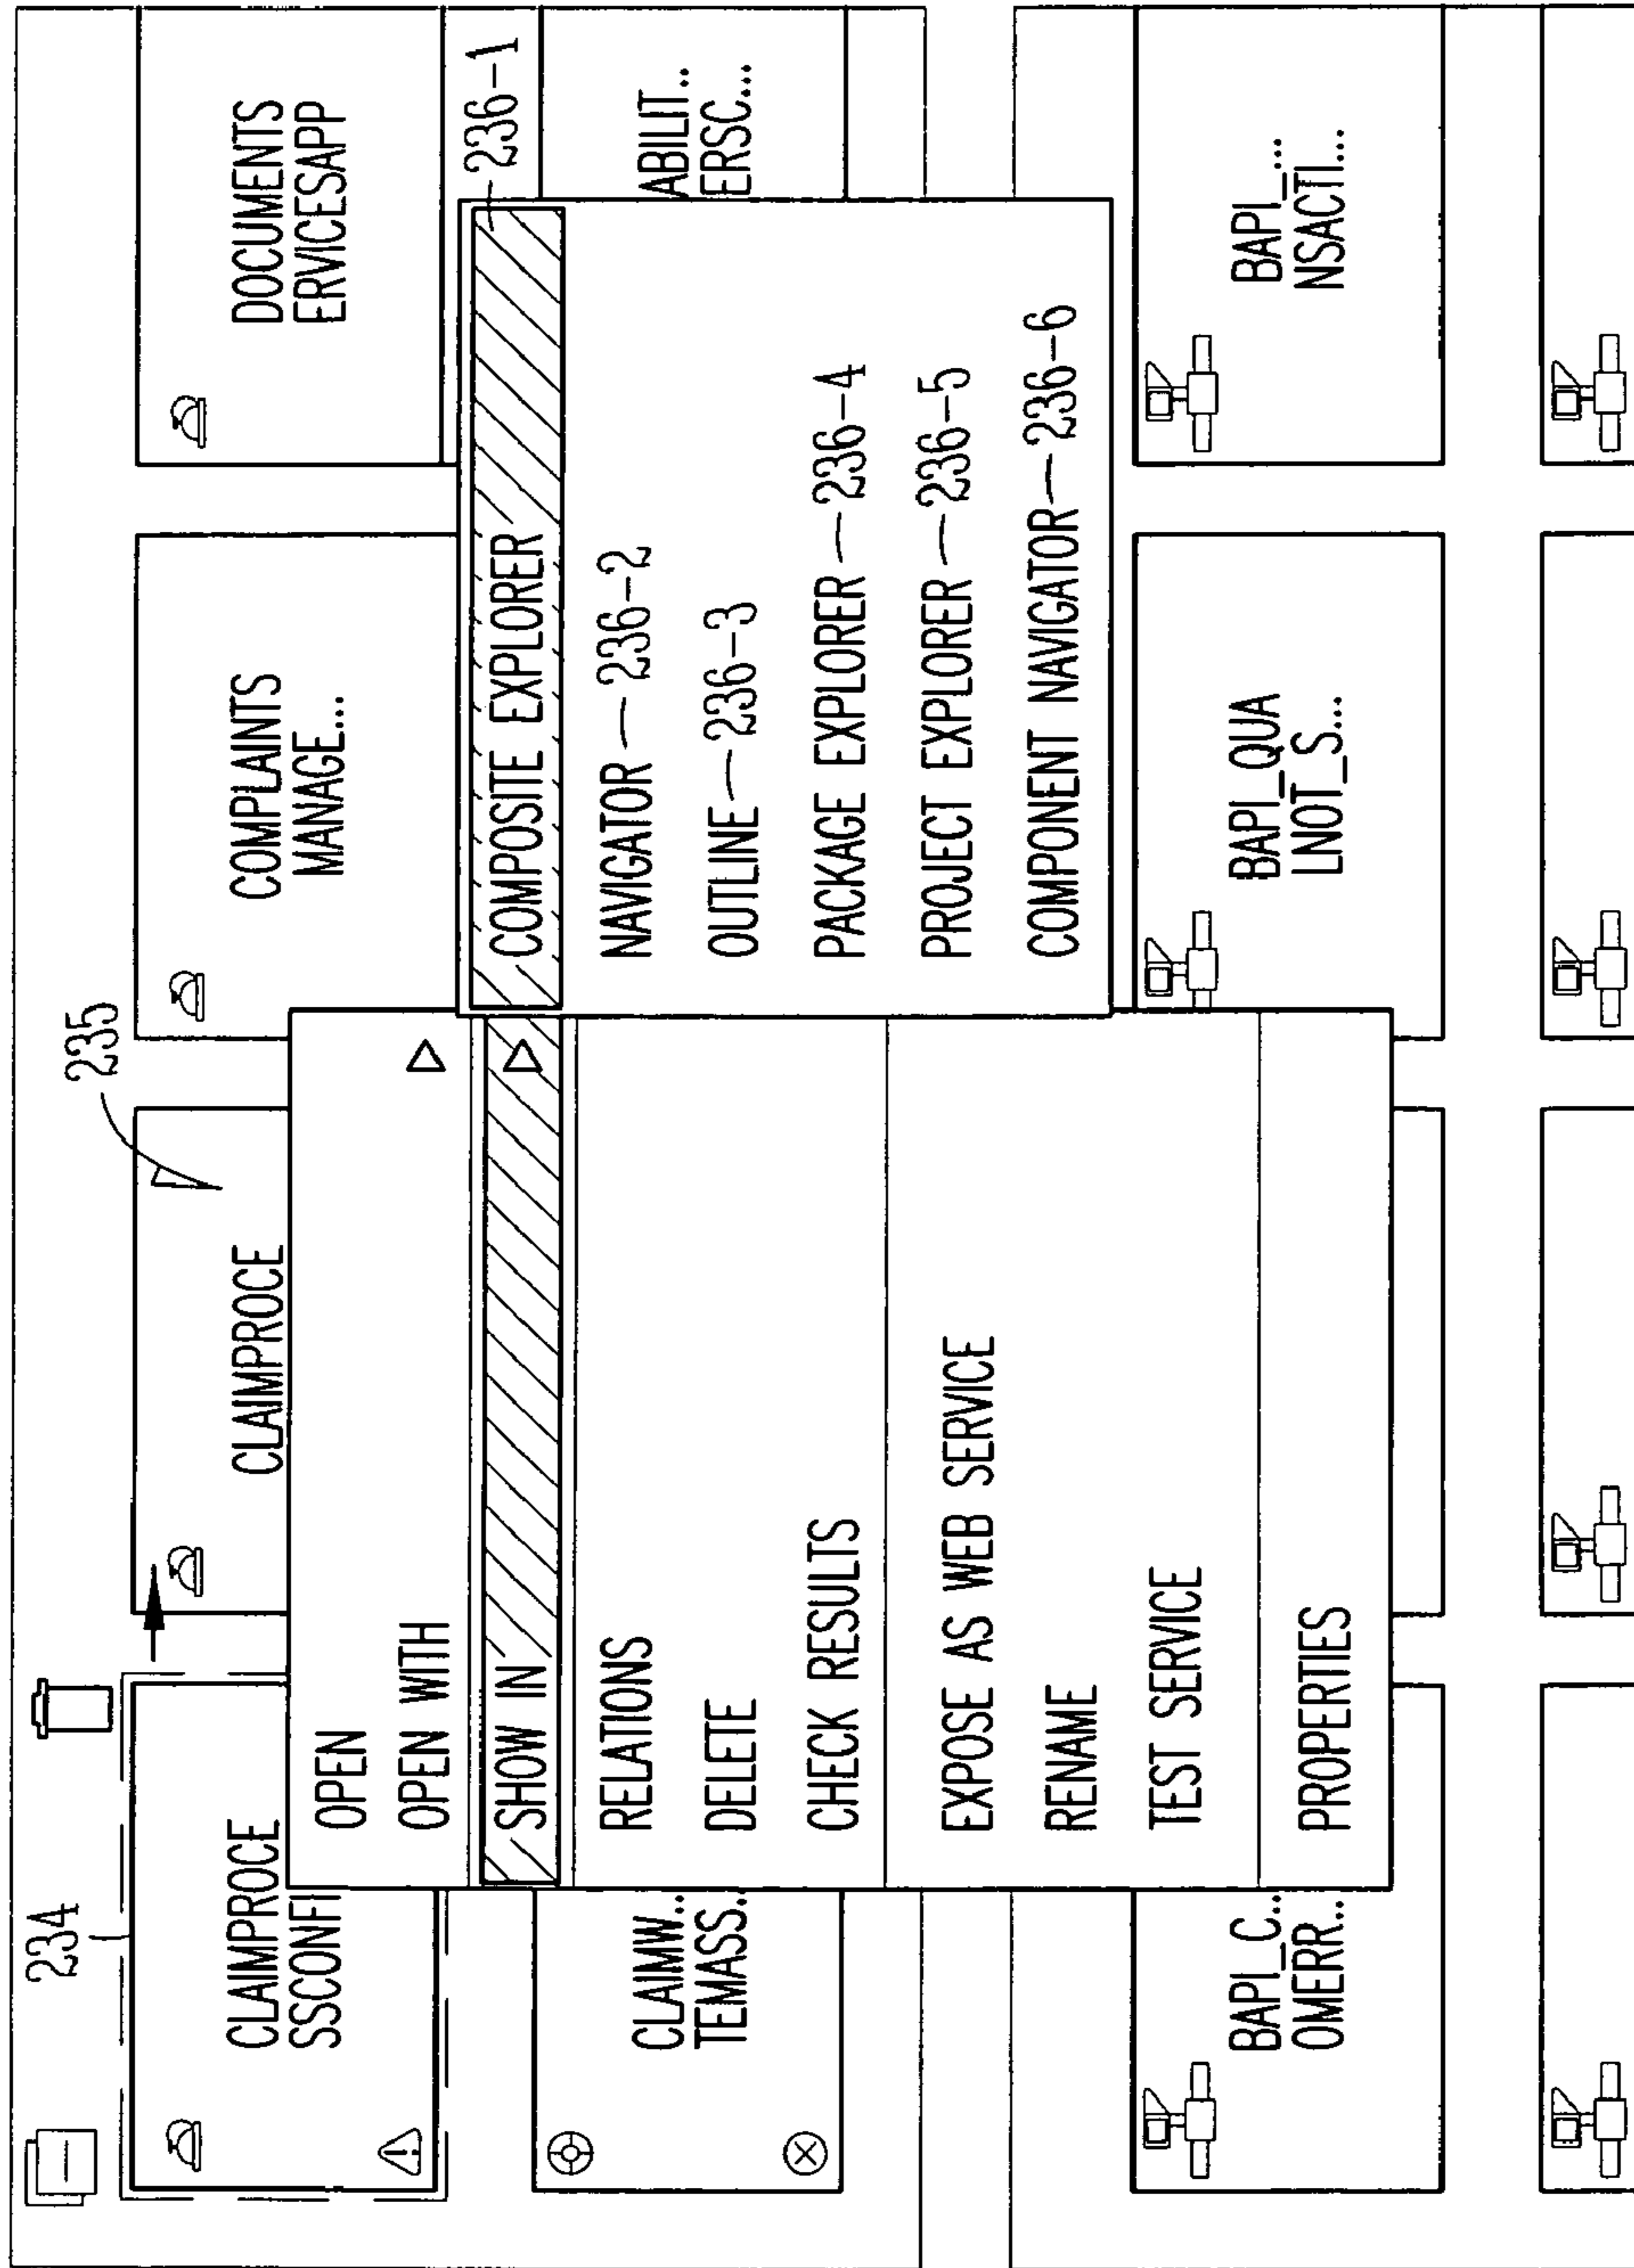 234
235
CLAIMPROCE
SSCONFI
CLAIMPROCE
COMPLAINTS
MANAGE...
DOCUMENTS
ERVICESAPP
OPEN
OPEN WITH
SHOW IN
RELATIONS
DELETE
CHECK RESULTS
EXPOSE AS WEB SERVICE
RENAME
TEST SERVICE
PROPERTIES
COMPOSITE EXPLORER 236-1
NAVIGATOR 236-2
OUTLINE 236-3
PACKAGE EXPLORER 236-4
PROJECT EXPLORER 236-5
COMPONENT NAVIGATOR 236-6
CLAIMW..
TEMASS..
ABILIT...
ERSC...
BAPI_C...
OMERR...
BAPI_QUA
LNOT_S...
BAPI_...
NSACTI...